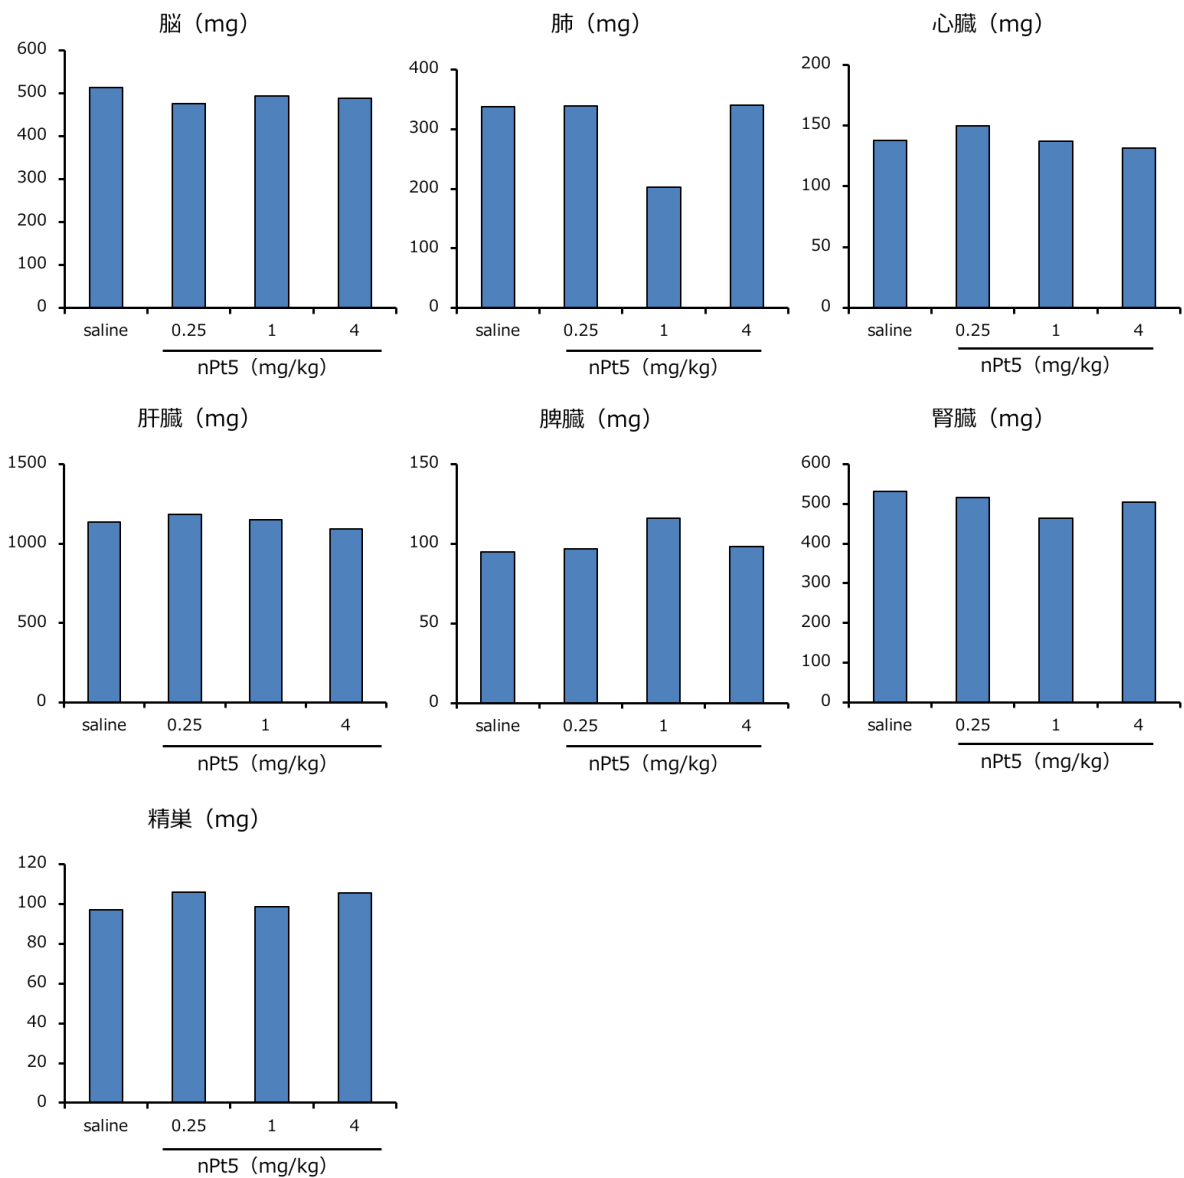 脳（mg）
600
500
400
300
200
100
0
saline 0.25 1 4
nPt5（mg/kg）
肺（mg）
400
300
200
100
0
saline 0.25 1 4
nPt5（mg/kg）
心臓（mg）
200
150
100
50
0
saline 0.25 1 4
nPt5（mg/kg）
肝臓（mg）
1500
1000
500
0
saline 0.25 1 4
nPt5（mg/kg）
脾臓（mg）
150
100
50
0
saline 0.25 1 4
nPt5（mg/kg）
腎臓（mg）
600
500
400
300
200
100
0
saline 0.25 1 4
nPt5（mg/kg）
精巣（mg）
120
100
80
60
40
20
0
saline 0.25 1 4
nPt5（mg/kg）